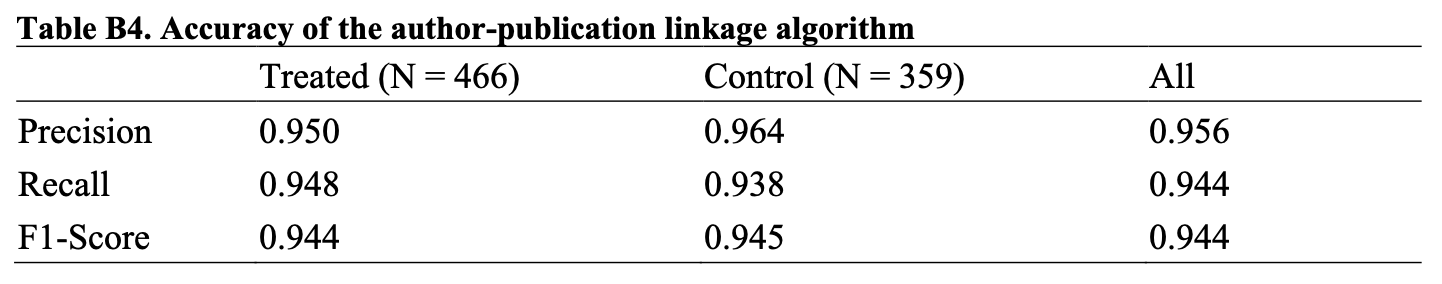 Table B4. Accuracy of the author-publication linkage algorithm
Treated (N = 466) Control (N = 359) All
Precision 0.950 0.964 0.956
Recall 0.948 0.938 0.944
F1-Score 0.944 0.945 0.944